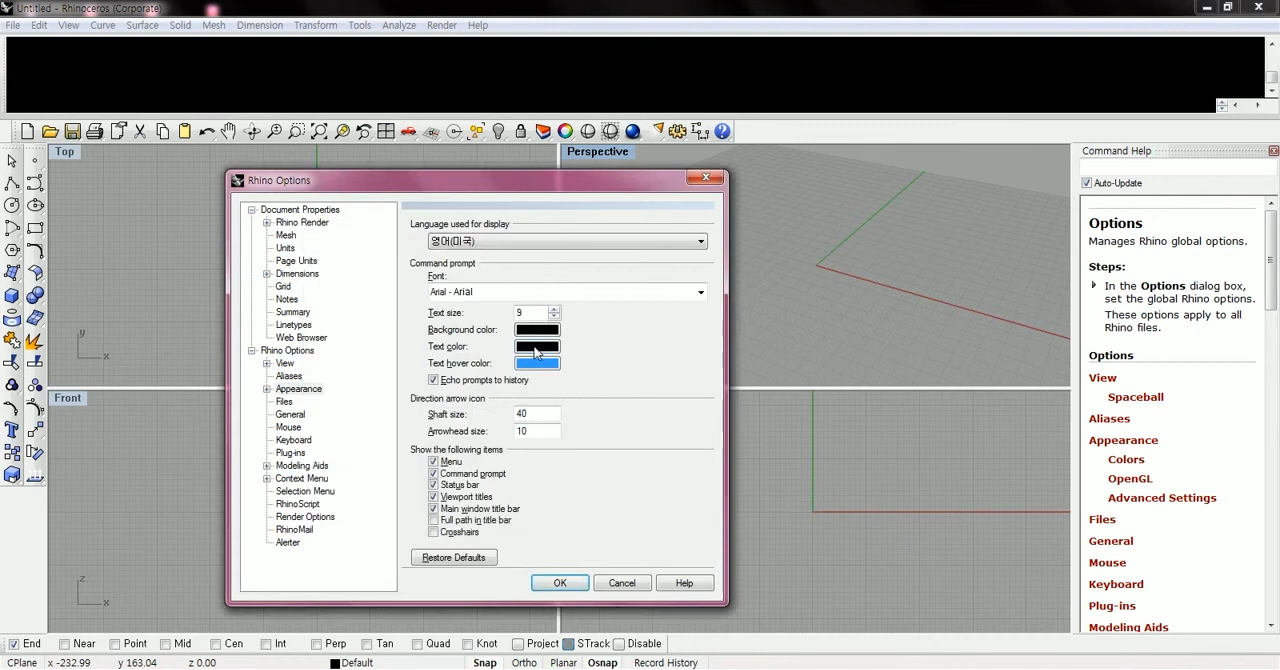 Untitled - Rhinoceros (Corporate)
File Edit View Curve Surface Solid Mesh Dimension Transform Tools Analyze Render Help
Top
Perspective
Front
y
x
z
x
Command Help
Auto-Update
Options
Manages Rhino global options.
Steps:
In the Options dialog box,
set the global Rhino options.
These options apply to all
Rhino files.
Options
View
Spaceball
Aliases
Appearance
Colors
OpenGL
Advanced Settings
Files
General
Mouse
Keyboard
Plug-ins
Modeling Aids
Rhino Options
Document Properties
Rhino Render
Mesh
Units
Page Units
Dimensions
Grid
Notes
Summary
Linetypes
Web Browser
Rhino Options
View
Aliases
Appearance
Files
General
Mouse
Keyboard
Plug-ins
Modeling Aids
Context Menu
Selection Menu
RhinoScript
Render Options
RhinoMail
Alerter
Language used for display
영어(미국)
Command prompt
Font:
Arial - Arial
Text size: 9
Background color:
Text color:
Text hover color:
Echo prompts to history
Direction arrow icon
Shaft size: 40
Arrowhead size: 10
Show the following items
Menu
Command prompt
Status bar
Viewport titles
Main window title bar
Full path in title bar
Crosshairs
Restore Defaults
OK Cancel Help
End Near Point Mid Cen Int Perp Tan Quad Knot Project STrack Disable
CPlane x -232.99 y 163.04 z 0.00 Default Snap Ortho Planar Osnap Record History